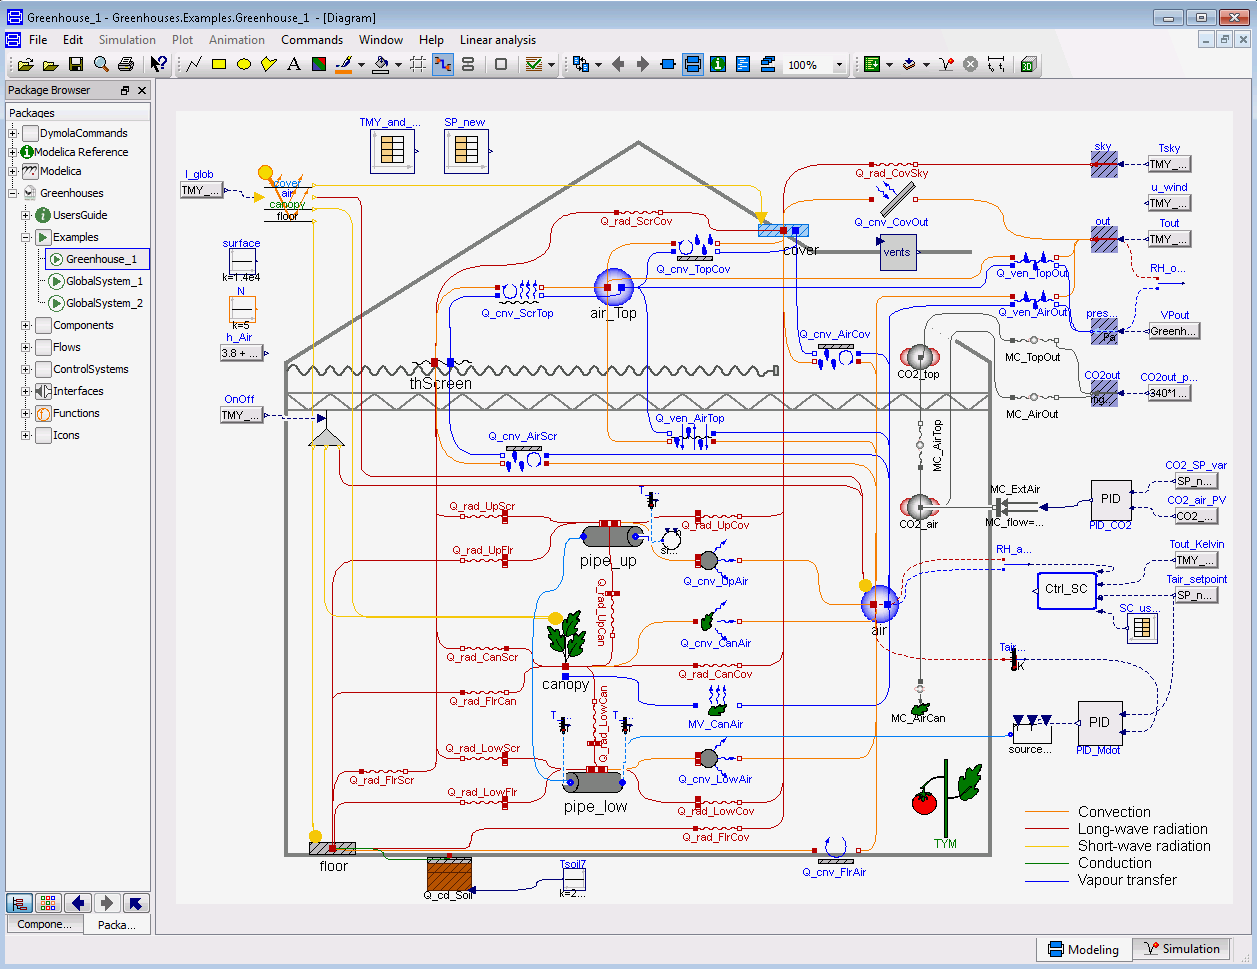 Greenhouse_1 - Greenhouses.Examples.Greenhouse_1 - [Diagram]
File Edit Simulation Plot Animation Commands Window Help Linear analysis
100%
Package Browser
Packages
DymolaCommands
Modelica Reference
Modelica
Greenhouses
UsersGuide
Examples
Greenhouse_1
GlobalSystem_1
GlobalSystem_2
Components
Flows
ControlSystems
Interfaces
Functions
Icons
Compone...
Packa...
TMY_and_...
SP_new
I_glob
TMY_...
cover
air
canopy
floor
surface
k=1.4e4
N
k=5
h_Air
3.8 + ...
OnOff
TMY_...
Q_rad_CovSky
Q_rad_ScrCov
Q_cnv_CovOut
cover
vents
Q_cnv_TopCov
Q_cnv_ScrTop
air_Top
Q_ven_TopOut
Q_ven_AirOut
Q_cnv_AirCov
thScreen
CO2_top
MC_TopOut
MC_AirOut
Q_ven_AirTop
Q_cnv_AirScr
MC_AirTop
sky
Tsky
TMY_...
u_wind
TMY_...
out
Tout
TMY_...
RH_o...
pres...
Pa
VPout
Greenh...
CO2out
mg...
CO2out_p...
340*1...
CO2_SP_var
SP_n...
CO2_air_PV
CO2_...
PID
PID_CO2
MC_ExtAir
MC_flow=...
CO2_air
Tout_Kelvin
TMY_...
Tair_setpoint
SP_n...
RH_a...
Ctrl_SC
SC_us...
Q_rad_UpScr
T...
Q_rad_UpCov
Q_rad_UpFlr
pipe_up
sr...
Q_cnv_UpAir
Q_rad_UpCan
air
Q_cnv_CanAir
Q_rad_CanScr
canopy
Q_rad_CanCov
Tair...
K
Q_rad_FlrCan
Q_rad_LowCan
MV_CanAir
MC_AirCan
T...
T...
source...
PID
PID_Mdot
Q_rad_LowScr
Q_rad_FlrScr
Q_cnv_LowAir
Q_rad_LowFlr
pipe_low
Q_rad_LowCov
Q_rad_FlrCov
TYM
floor
Q_cd_Soil
Tsoil7
k=2...
Q_cnv_FlrAir
Convection
Long-wave radiation
Short-wave radiation
Conduction
Vapour transfer
Modeling
Simulation